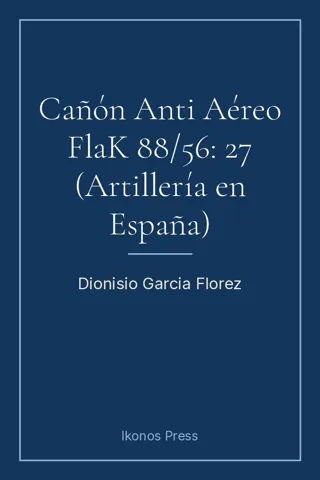 Cañón Anti Aéreo
FlaK 88/56: 27
(Artillería en
España)
Dionisio Garcia Florez
Ikonos Press